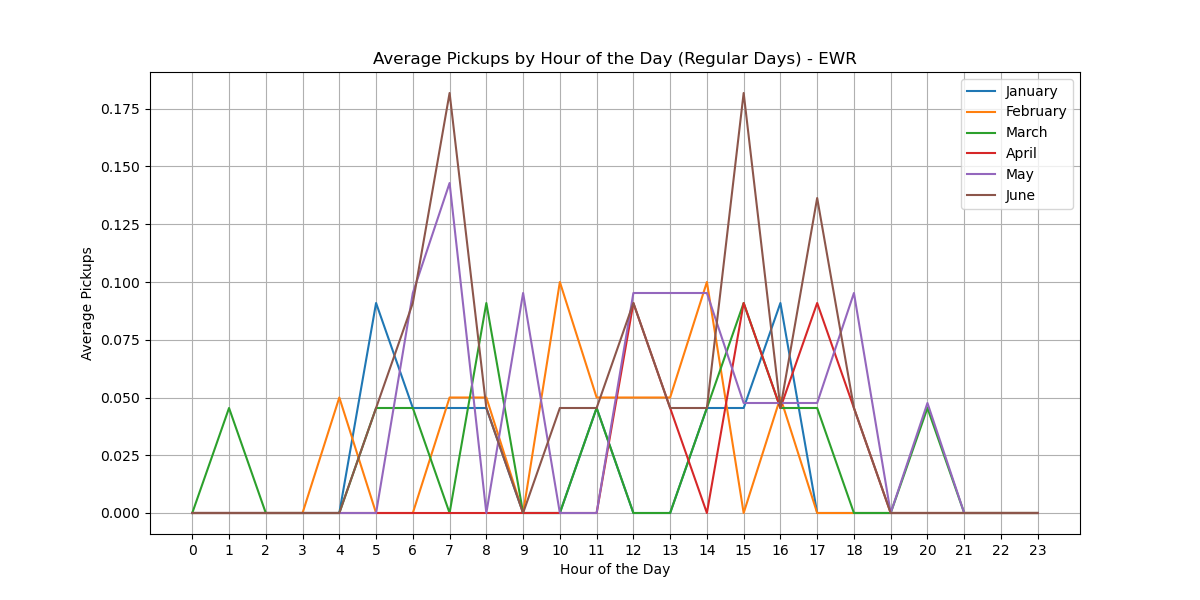 Average Pickups by Hour of the Day (Regular Days) - EWR
Average Pickups
0.175
0.150
0.125
0.100
0.075
0.050
0.025
0.000
January
February
March
April
May
June
0 1 2 3 4 5 6 7 8 9 10 11 12 13 14 15 16 17 18 19 20 21 22 23
Hour of the Day